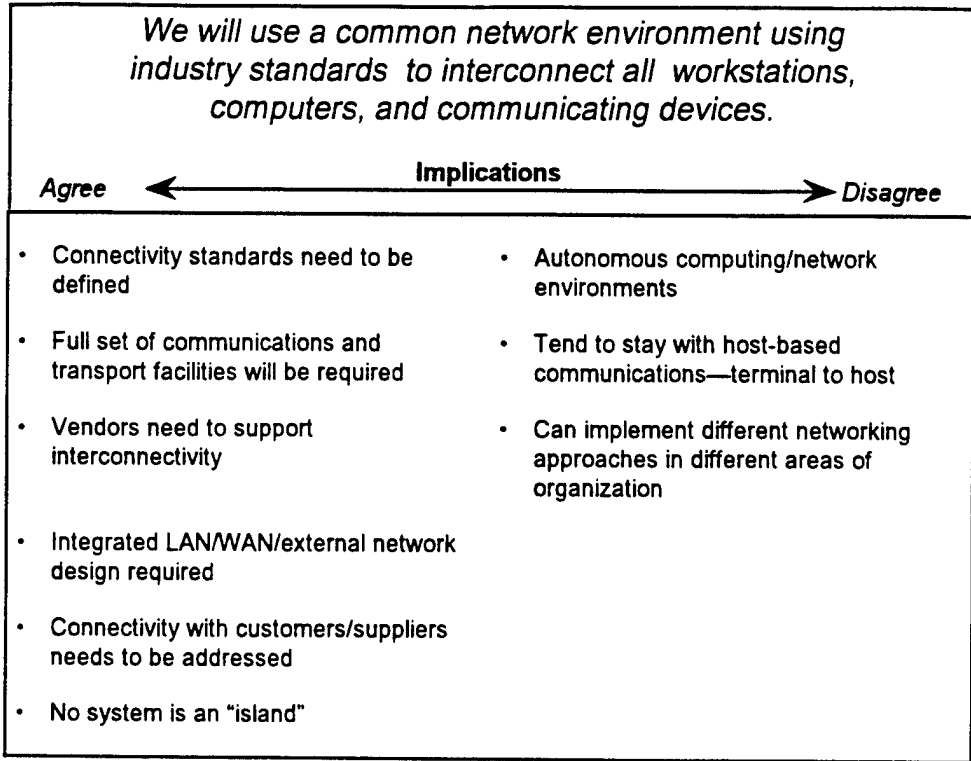 We will use a common network environment using
industry standards to interconnect all workstations,
computers, and communicating devices.
Implications
Agree
Disagree
• Connectivity standards need to be
defined
• Full set of communications and
transport facilities will be required
• Vendors need to support
interconnectivity
• Integrated LAN/WAN/external network
design required
• Connectivity with customers/suppliers
needs to be addressed
• No system is an “island”
• Autonomous computing/network
environments
• Tend to stay with host-based
communications—terminal to host
• Can implement different networking
approaches in different areas of
organization